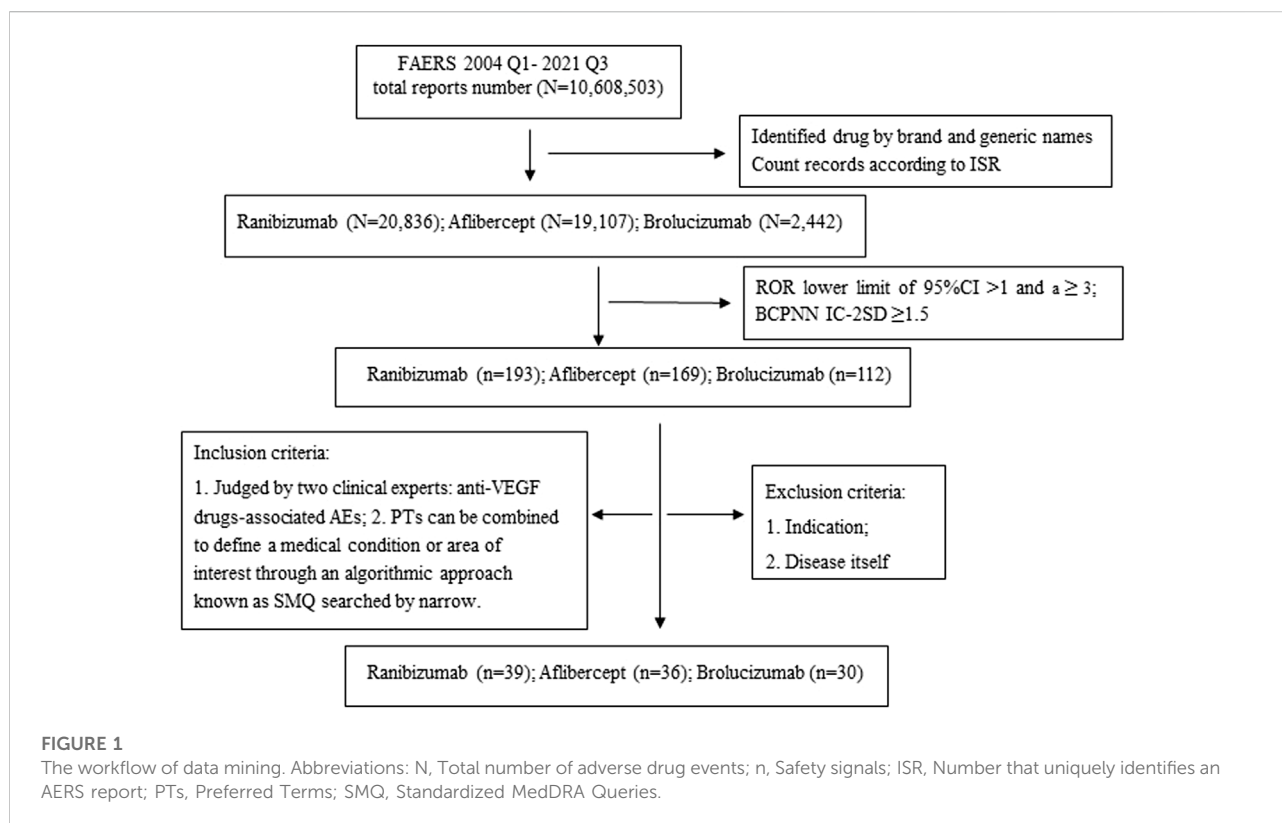 FAERS 2004 Q1- 2021 Q3
total reports number (N=10,608,503)
Identified drug by brand and generic names
Count records according to ISR
Ranibizumab (N=20,836); Aflibercept (N=19,107); Brolucizumab (N=2,442)
ROR lower limit of 95%CI >1 and a ≥ 3;
BCPNN IC-2SD ≥1.5
Ranibizumab (n=193); Aflibercept (n=169); Brolucizumab (n=112)
Inclusion criteria:
1. Judged by two clinical experts: anti-VEGF
drugs-associated AEs; 2. PTs can be combined
to define a medical condition or area of
interest through an algorithmic approach
known as SMQ searched by narrow.
Exclusion criteria:
1. Indication;
2. Disease itself
Ranibizumab (n=39); Aflibercept (n=36); Brolucizumab (n=30)
FIGURE 1
The workflow of data mining. Abbreviations: N, Total number of adverse drug events; n, Safety signals; ISR, Number that uniquely identifies an
AERS report; PTs, Preferred Terms; SMQ, Standardized MedDRA Queries.